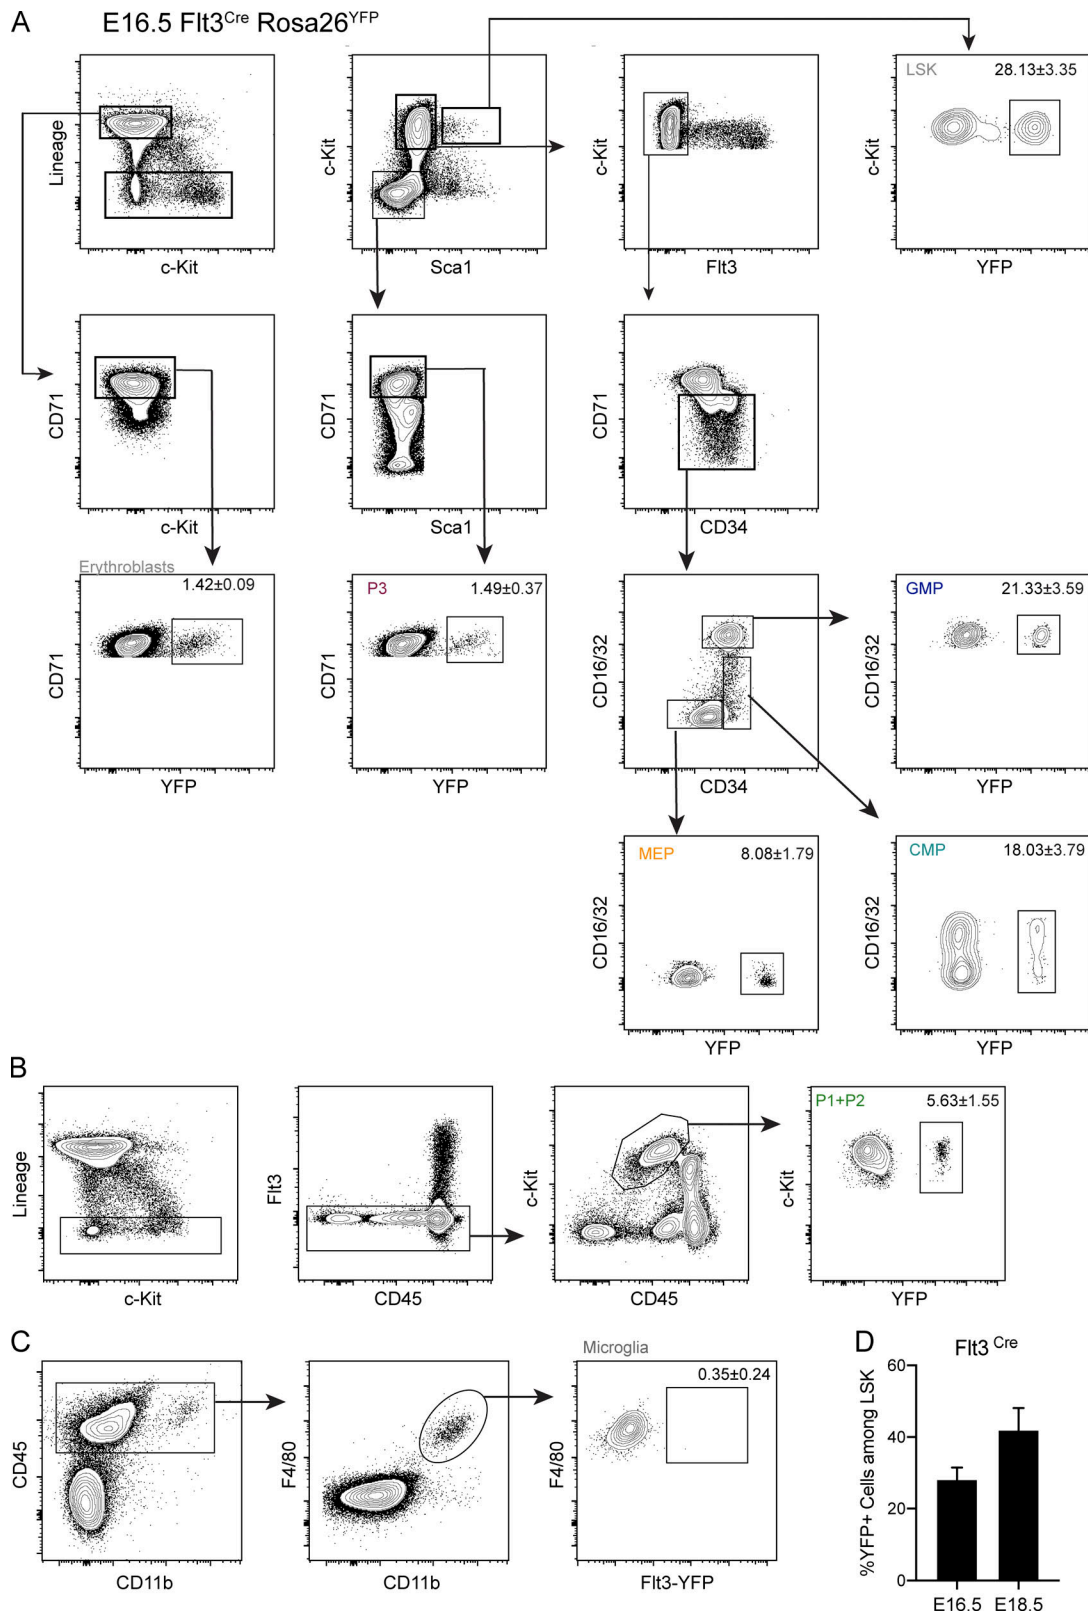 A E16.5 Flt3Cre Rosa26YFP
Lineage
c-Kit
c-Kit
Sca1
c-Kit
Flt3
LSK 28.13±3.35
c-Kit
YFP
CD71
c-Kit
CD71
Sca1
CD71
CD34
Erythroblasts
1.42±0.09
CD71
YFP
P3 1.49±0.37
CD71
YFP
CD16/32
CD34
GMP 21.33±3.59
CD16/32
YFP
MEP 8.08±1.79
CD16/32
YFP
CMP 18.03±3.79
CD16/32
YFP
B
Lineage
c-Kit
Flt3
CD45
c-Kit
CD45
P1+P2 5.63±1.55
c-Kit
YFP
C
CD45
CD11b
F4/80
CD11b
Microglia
0.35±0.24
F4/80
Flt3-YFP
D Flt3 Cre
%YFP+ Cells among LSK
60
40
20
0
E16.5 E18.5